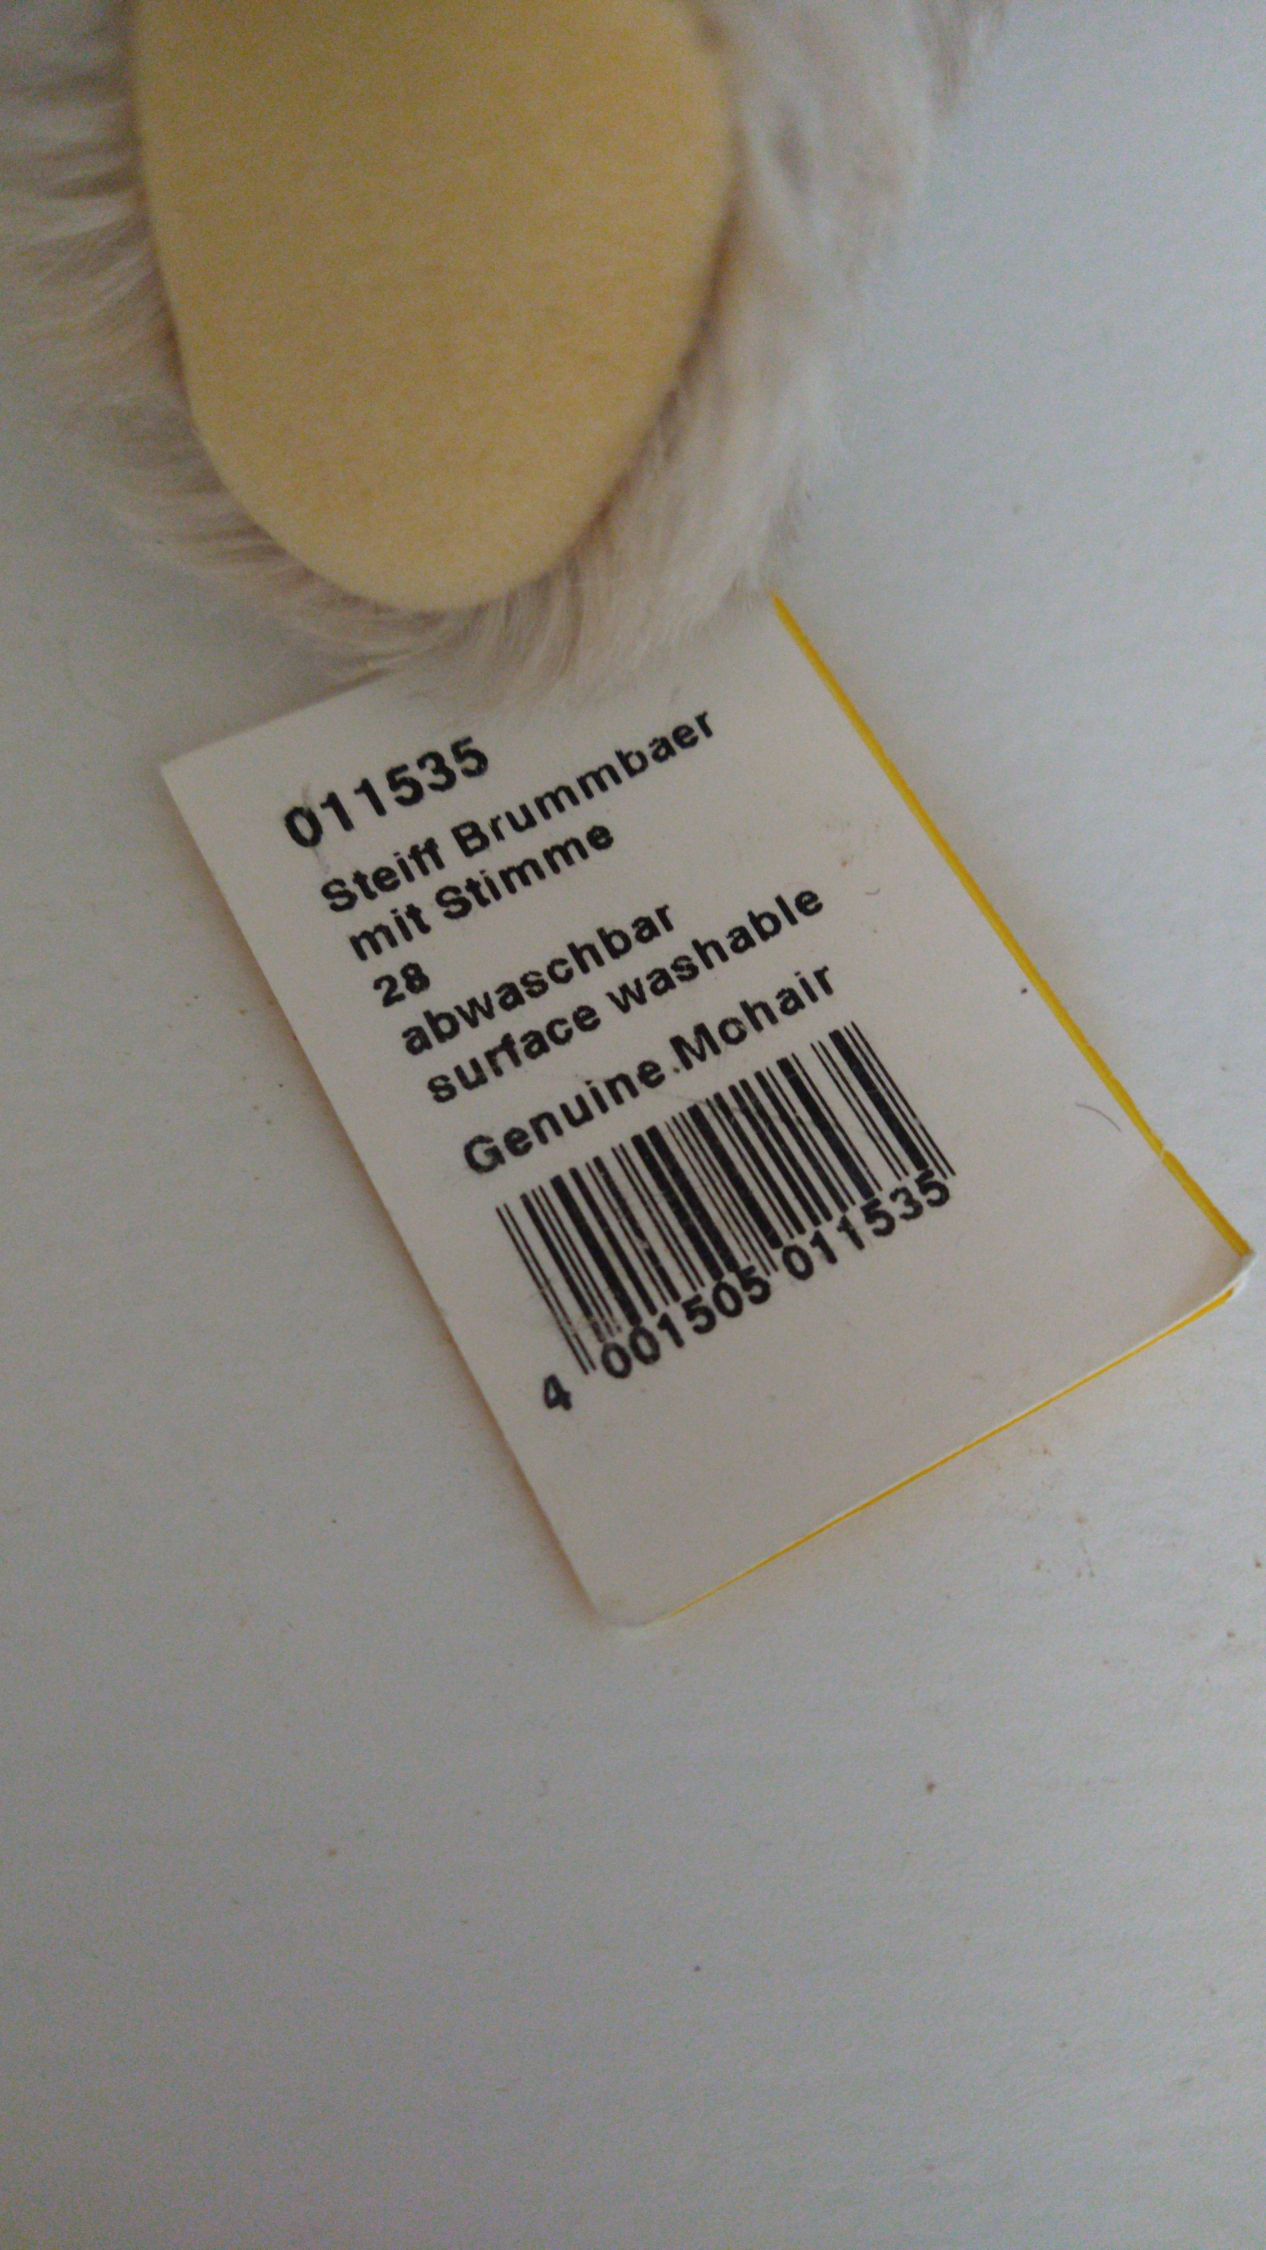 011535
Steiff Brummbaer
mit Stimme
28
abwaschbar
surface washable
Genuine Mohair
4 001505 011535